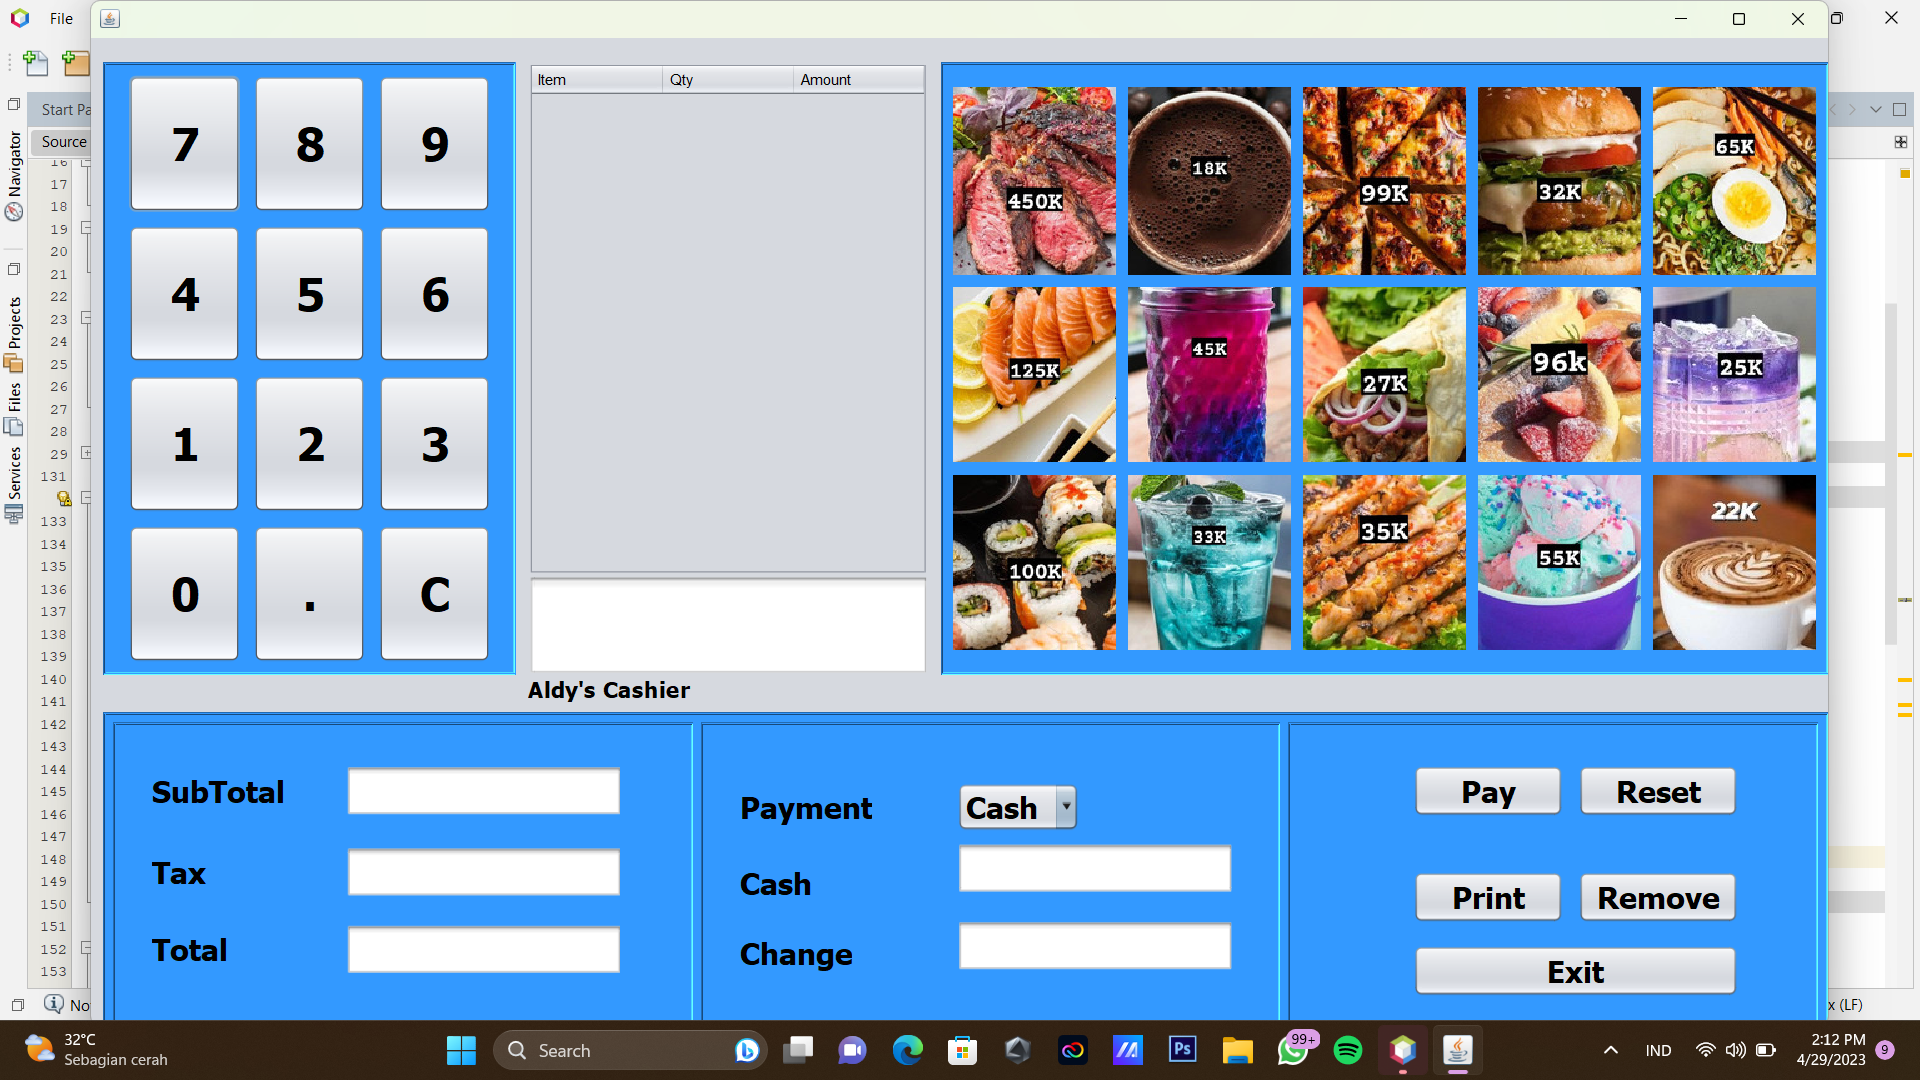 File
Start Pa
Source
Navigator
Projects
Files
Services
16
17
18
19
20
21
22
23
24
25
26
27
28
29
131
133
134
135
136
137
138
139
140
141
142
143
144
145
146
147
148
149
150
151
152
153
7 8 9
4 5 6
1 2 3
0 . C
Item Qty Amount
450K 18K 99K 32K 65K
125K 45K 27K 96k 25K
100K 33K 35K 55K 22K
Aldy's Cashier
SubTotal
Tax
Total
Payment Cash
Cash
Change
Pay Reset
Print Remove
Exit
No
x (LF)
32°C
Sebagian cerah
Search
Ps
99+
IND
2:12 PM
4/29/2023
9